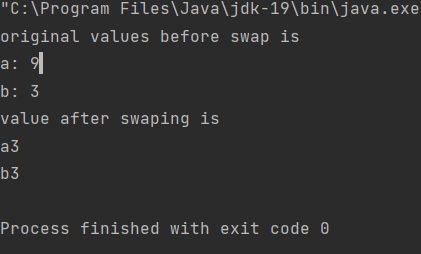 "C:\Program Files\Java\jdk-19\bin\java.exe
original values before swap is
a: 9
b: 3
value after swaping is
a3
b3
Process finished with exit code 0